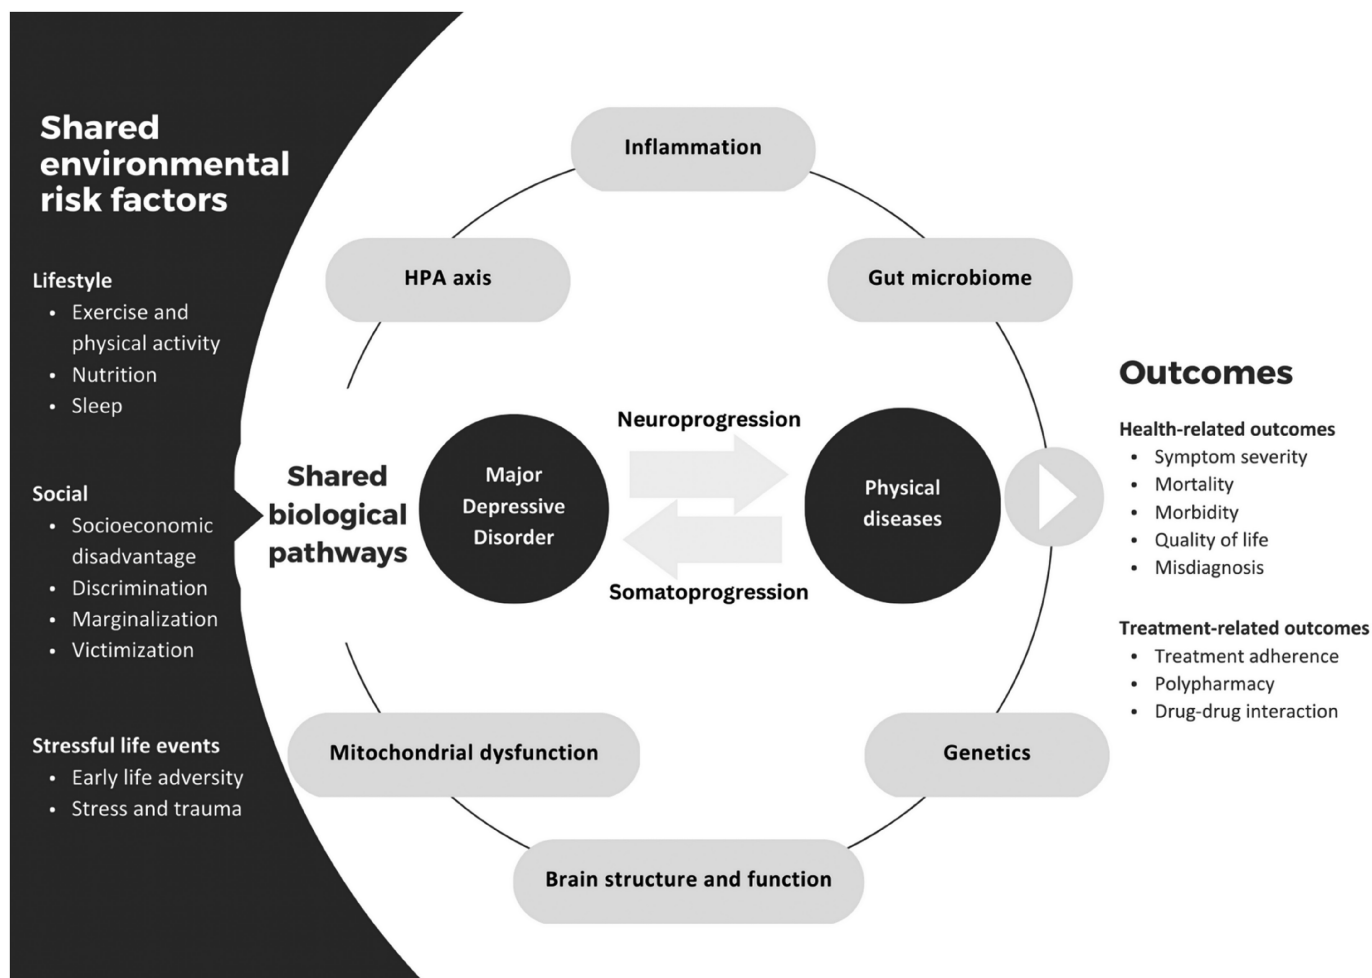 Shared
environmental
risk factors
Lifestyle
• Exercise and
physical activity
• Nutrition
• Sleep
Social
• Socioeconomic
disadvantage
• Discrimination
• Marginalization
• Victimization
Stressful life events
• Early life adversity
• Stress and trauma
Shared
biological
pathways
Inflammation
HPA axis
Gut microbiome
Major
Depressive
Disorder
Neuroprogression
Somatoprogression
Physical
diseases
Mitochondrial dysfunction
Genetics
Brain structure and function
Outcomes
Health-related outcomes
• Symptom severity
• Mortality
• Morbidity
• Quality of life
• Misdiagnosis
Treatment-related outcomes
• Treatment adherence
• Polypharmacy
• Drug-drug interaction